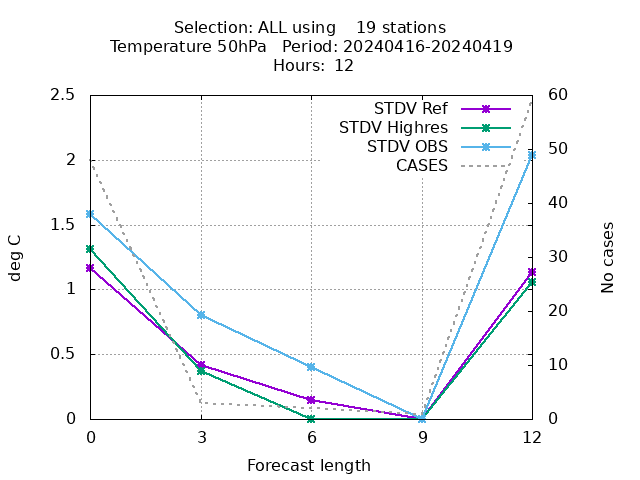 Selection: ALL using    19 stations
Temperature 50hPa   Period: 20240416-20240419
Hours: 12
STDV Ref
STDV Highres
STDV OBS
CASES
2.5
2
1.5
1
0.5
0
deg C
60
50
40
30
20
10
0
No cases
0 3 6 9 12
Forecast length